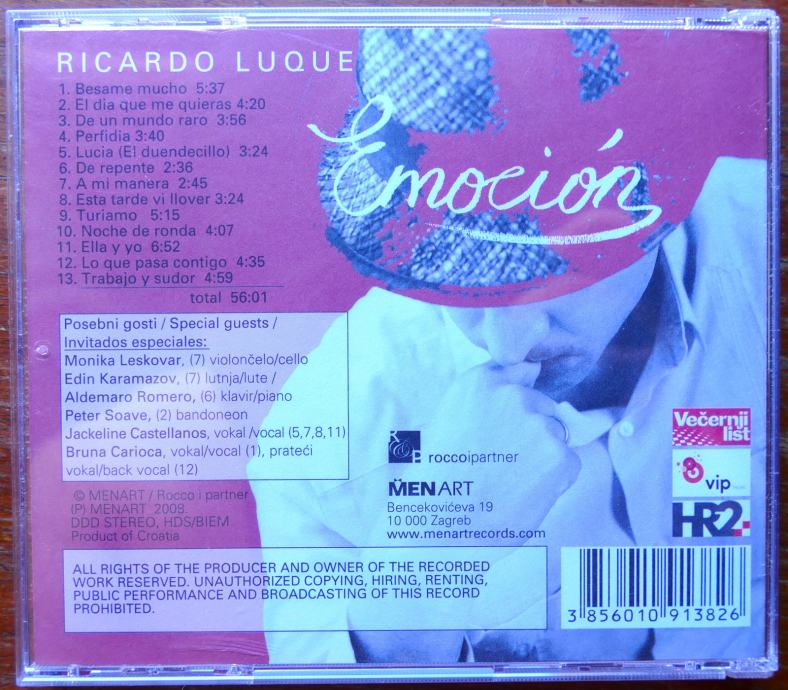 RICARDO LUQUE
1. Besame mucho 5:37
2. El dia que me quieras 4:20
3. De un mundo raro 3:56
4. Perfidia 3:40
5. Lucia (El duendecillo) 3:24
6. De repente 2:36
7. A mi manera 2:45
8. Esta tarde vi llover 3:24
9. Turiamo 5:15
10. Noche de ronda 4:07
11. Ella y yo 6:52
12. Lo que pasa contigo 4:35
13. Trabajo y sudor 4:59
total 56:01
Emoción
Posebni gosti / Special guests /
Invitados especiales:
Monika Leskovar, (7) violončelo/cello
Edin Karamazov, (7) lutnja/lute /
Aldemaro Romero, (6) klavir/piano
Peter Soave, (2) bandoneon
Jackeline Castellanos, vokal /vocal (5,7,8,11)
Bruna Carioca, vokal/vocal (1), prateći
vokal/back vocal (12)
© MENART / Rocco i partner
(P) MENART 2008.
DDD STEREO, HDS/BIEM
Product of Croatia
roccoipartner
MENART
Bencekovićeva 19
10 000 Zagreb
www.menartrecords.com
Večernji
list
vip
HR2
ALL RIGHTS OF THE PRODUCER AND OWNER OF THE RECORDED
WORK RESERVED. UNAUTHORIZED COPYING, HIRING, RENTING,
PUBLIC PERFORMANCE AND BROADCASTING OF THIS RECORD
PROHIBITED.
3 856010 913826